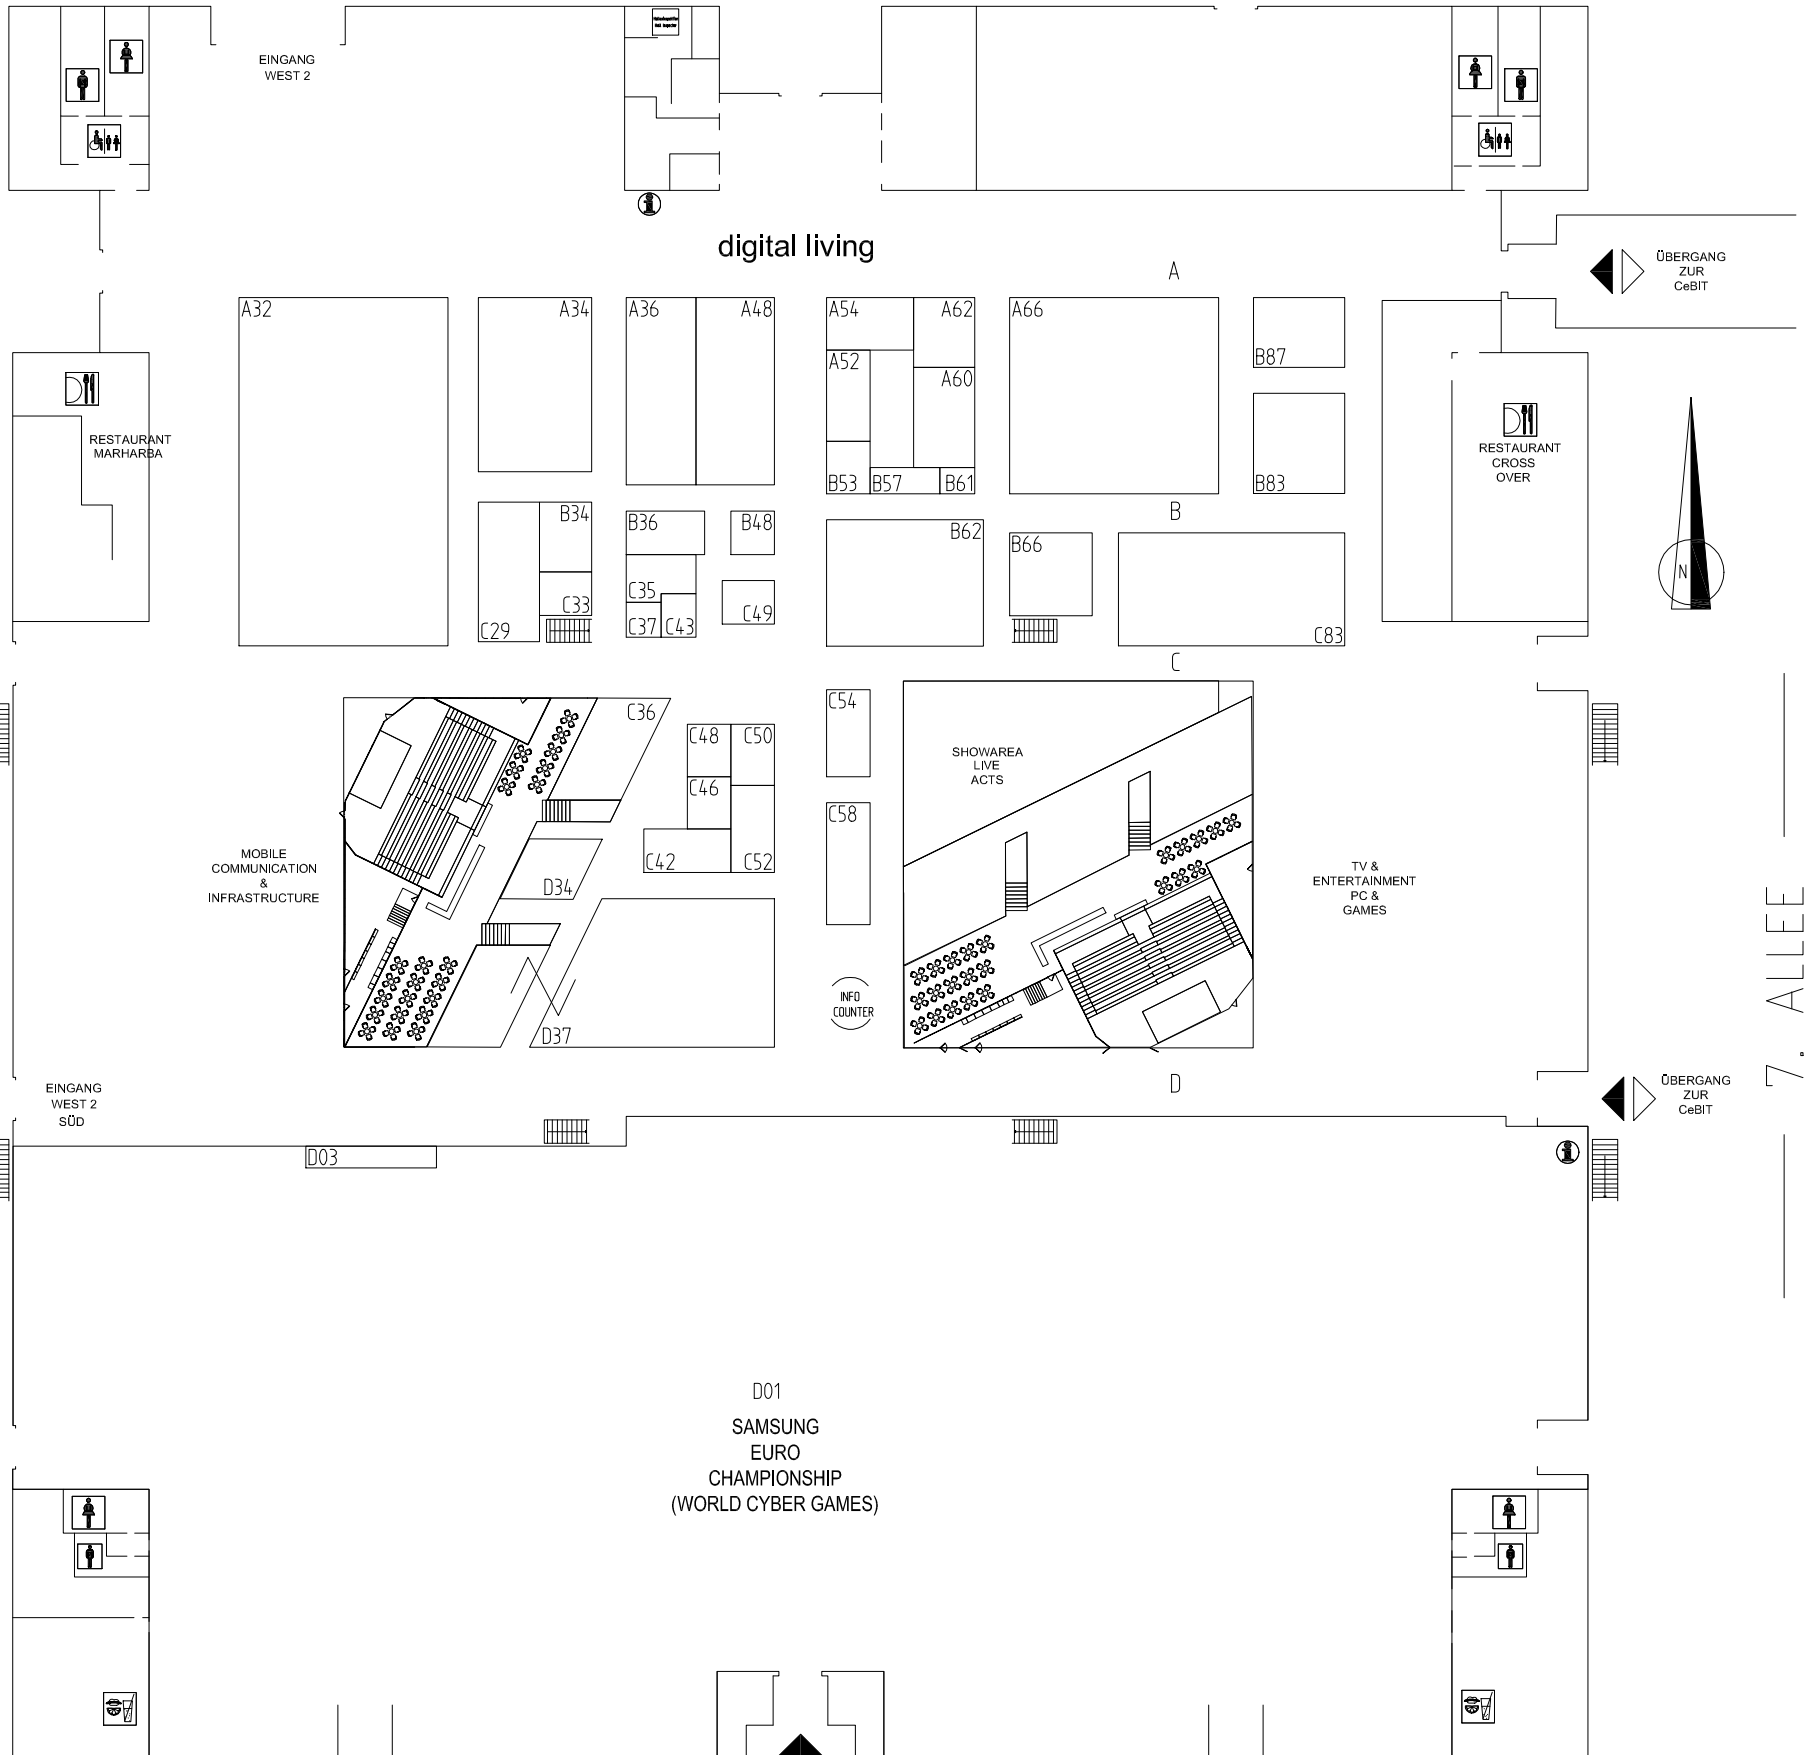 EINGANG
WEST 2
digital living
A
ÜBERGANG
ZUR
CeBIT
A32
A34
A36
A48
A54
A62
A66
B87
A52
A60
RESTAURANT
MARHARBA
RESTAURANT
CROSS
OVER
B53
B57
B61
B83
B34
B36
B48
B62
B66
B
N
C35
C33
C29
C37
C43
C49
C83
C
C36
C48
C50
C54
SHOWAREA
LIVE
ACTS
C46
C58
C42
C52
MOBILE
COMMUNICATION
&
INFRASTRUCTURE
D34
TV &
ENTERTAINMENT
PC &
GAMES
7. ALLEE
INFO
COUNTER
D37
D
EINGANG
WEST 2
SÜD
ÜBERGANG
ZUR
CeBIT
D03
D01
SAMSUNG
EURO
CHAMPIONSHIP
(WORLD CYBER GAMES)